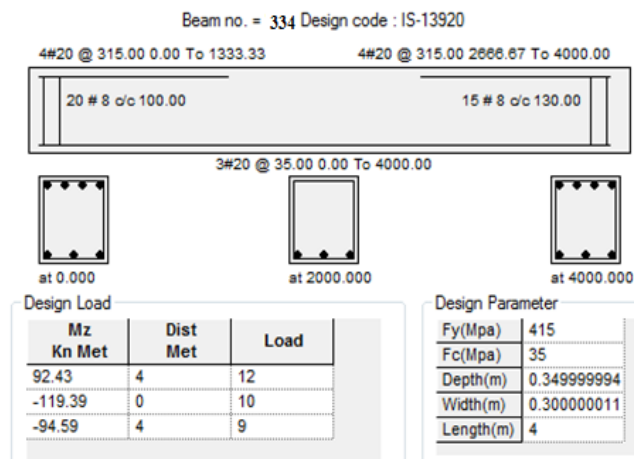 Beam no. = 334 Design code : IS-13920
4#20 @ 315.00 0.00 To 1333.33 4#20 @ 315.00 2666.67 To 4000.00
20 # 8 c/c 100.00 15 # 8 c/c 130.00
3#20 @ 35.00 0.00 To 4000.00
at 0.000 at 2000.000 at 4000.000
Design Load Design Parameter
Mz Kn Met Dist Met Load
92.43 4 12
-119.39 0 10
-94.59 4 9
Fy(Mpa) 415
Fc(Mpa) 35
Depth(m) 0.349999994
Width(m) 0.300000011
Length(m) 4